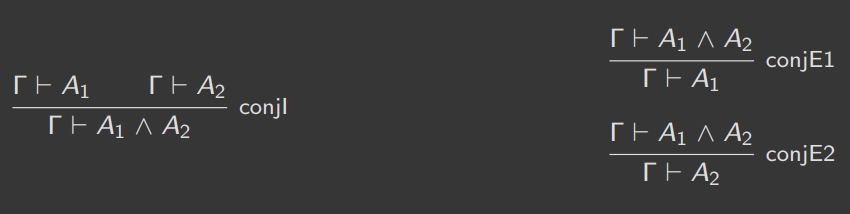 Γ ⊢ A₁ Γ ⊢ A₂
conjI
Γ ⊢ A₁ ∧ A₂
Γ ⊢ A₁ ∧ A₂
conjE1
Γ ⊢ A₁
Γ ⊢ A₁ ∧ A₂
conjE2
Γ ⊢ A₂